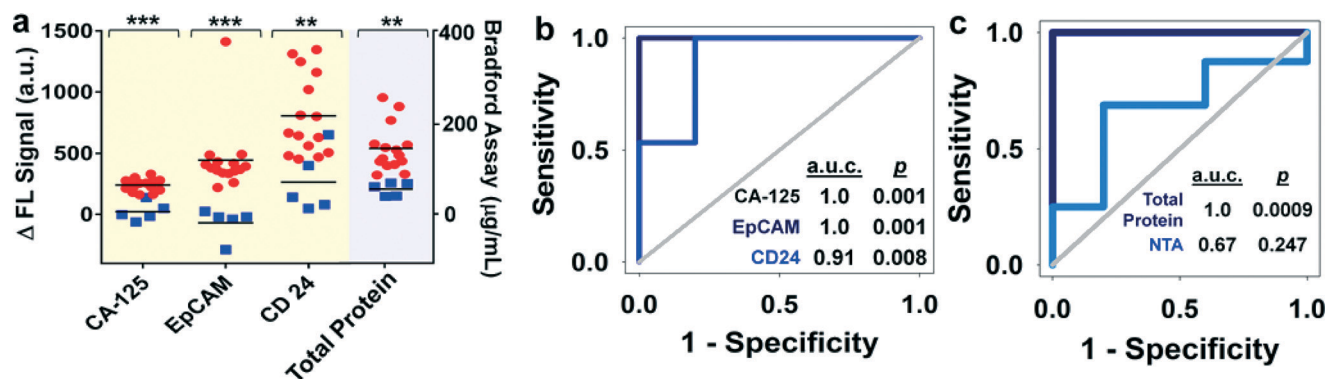 a
*** *** ** **
Δ FL Signal (a.u.)
1500
1000
500
0
400
200
0
Bradford Assay (µg/mL)
CA-125
EpCAM
CD 24
Total Protein
b
Sensitivity
1.0
0.5
0.0
a.u.c. p
CA-125 1.0 0.001
EpCAM 1.0 0.001
CD24 0.91 0.008
0.0 0.5 1.0
1 - Specificity
c
Sensitivity
1.0
0.5
0.0
a.u.c. p
Total
Protein 1.0 0.0009
NTA 0.67 0.247
0.0 0.5 1.0
1 - Specificity